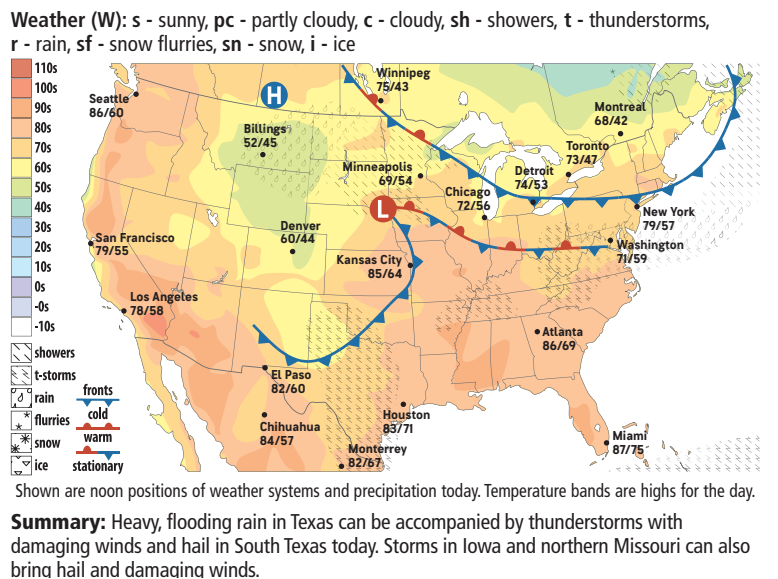 Weather (W): s - sunny, pc - partly cloudy, c - cloudy, sh - showers, t - thunderstorms,
r - rain, sf - snow flurries, sn - snow, i - ice
110s
100s
90s
80s
70s
60s
50s
40s
30s
20s
10s
0s
-0s
-10s
showers
t-storms
rain
flurries
snow
ice
fronts
cold
warm
stationary
Seattle
86/60
H
Billings
52/45
Winnipeg
75/43
Montreal
68/42
Toronto
73/47
Minneapolis
69/54
Detroit
74/53
Chicago
72/56
L
New York
79/57
Denver
60/44
San Francisco
79/55
Kansas City
85/64
Washington
71/59
Los Angeles
78/58
Atlanta
86/69
El Paso
82/60
Houston
83/71
Chihuahua
84/57
Miami
87/75
Monterrey
82/67
Shown are noon positions of weather systems and precipitation today. Temperature bands are highs for the day.
Summary: Heavy, flooding rain in Texas can be accompanied by thunderstorms with
damaging winds and hail in South Texas today. Storms in Iowa and northern Missouri can also
bring hail and damaging winds.